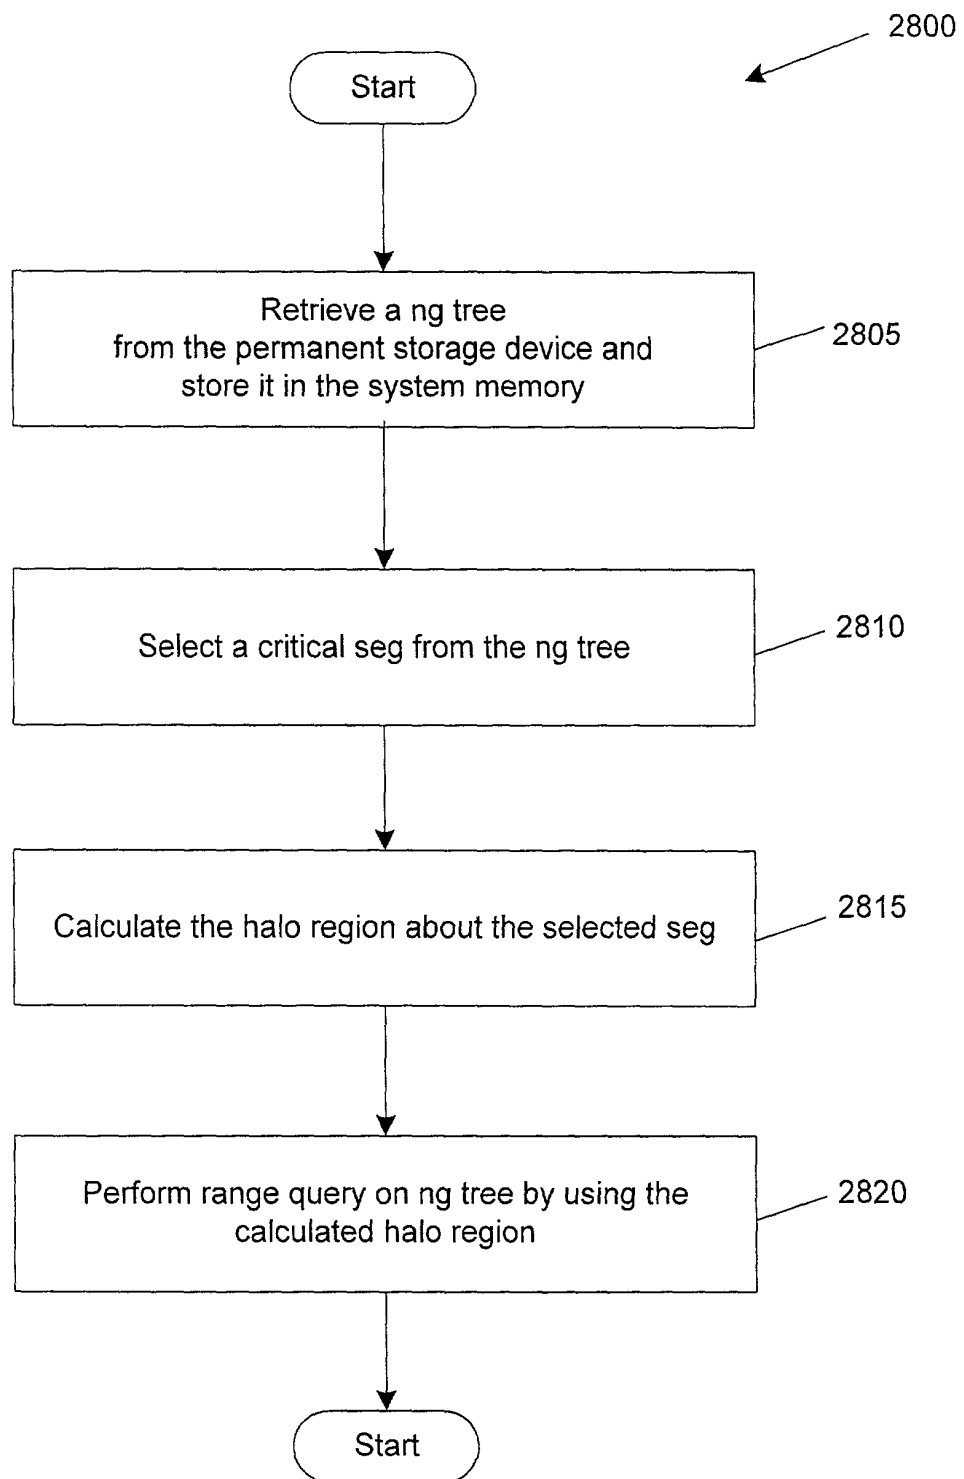 2800
Start
Retrieve a ng tree
from the permanent storage device and
store it in the system memory
2805
Select a critical seg from the ng tree
2810
Calculate the halo region about the selected seg
2815
Perform range query on ng tree by using the
calculated halo region
2820
Start